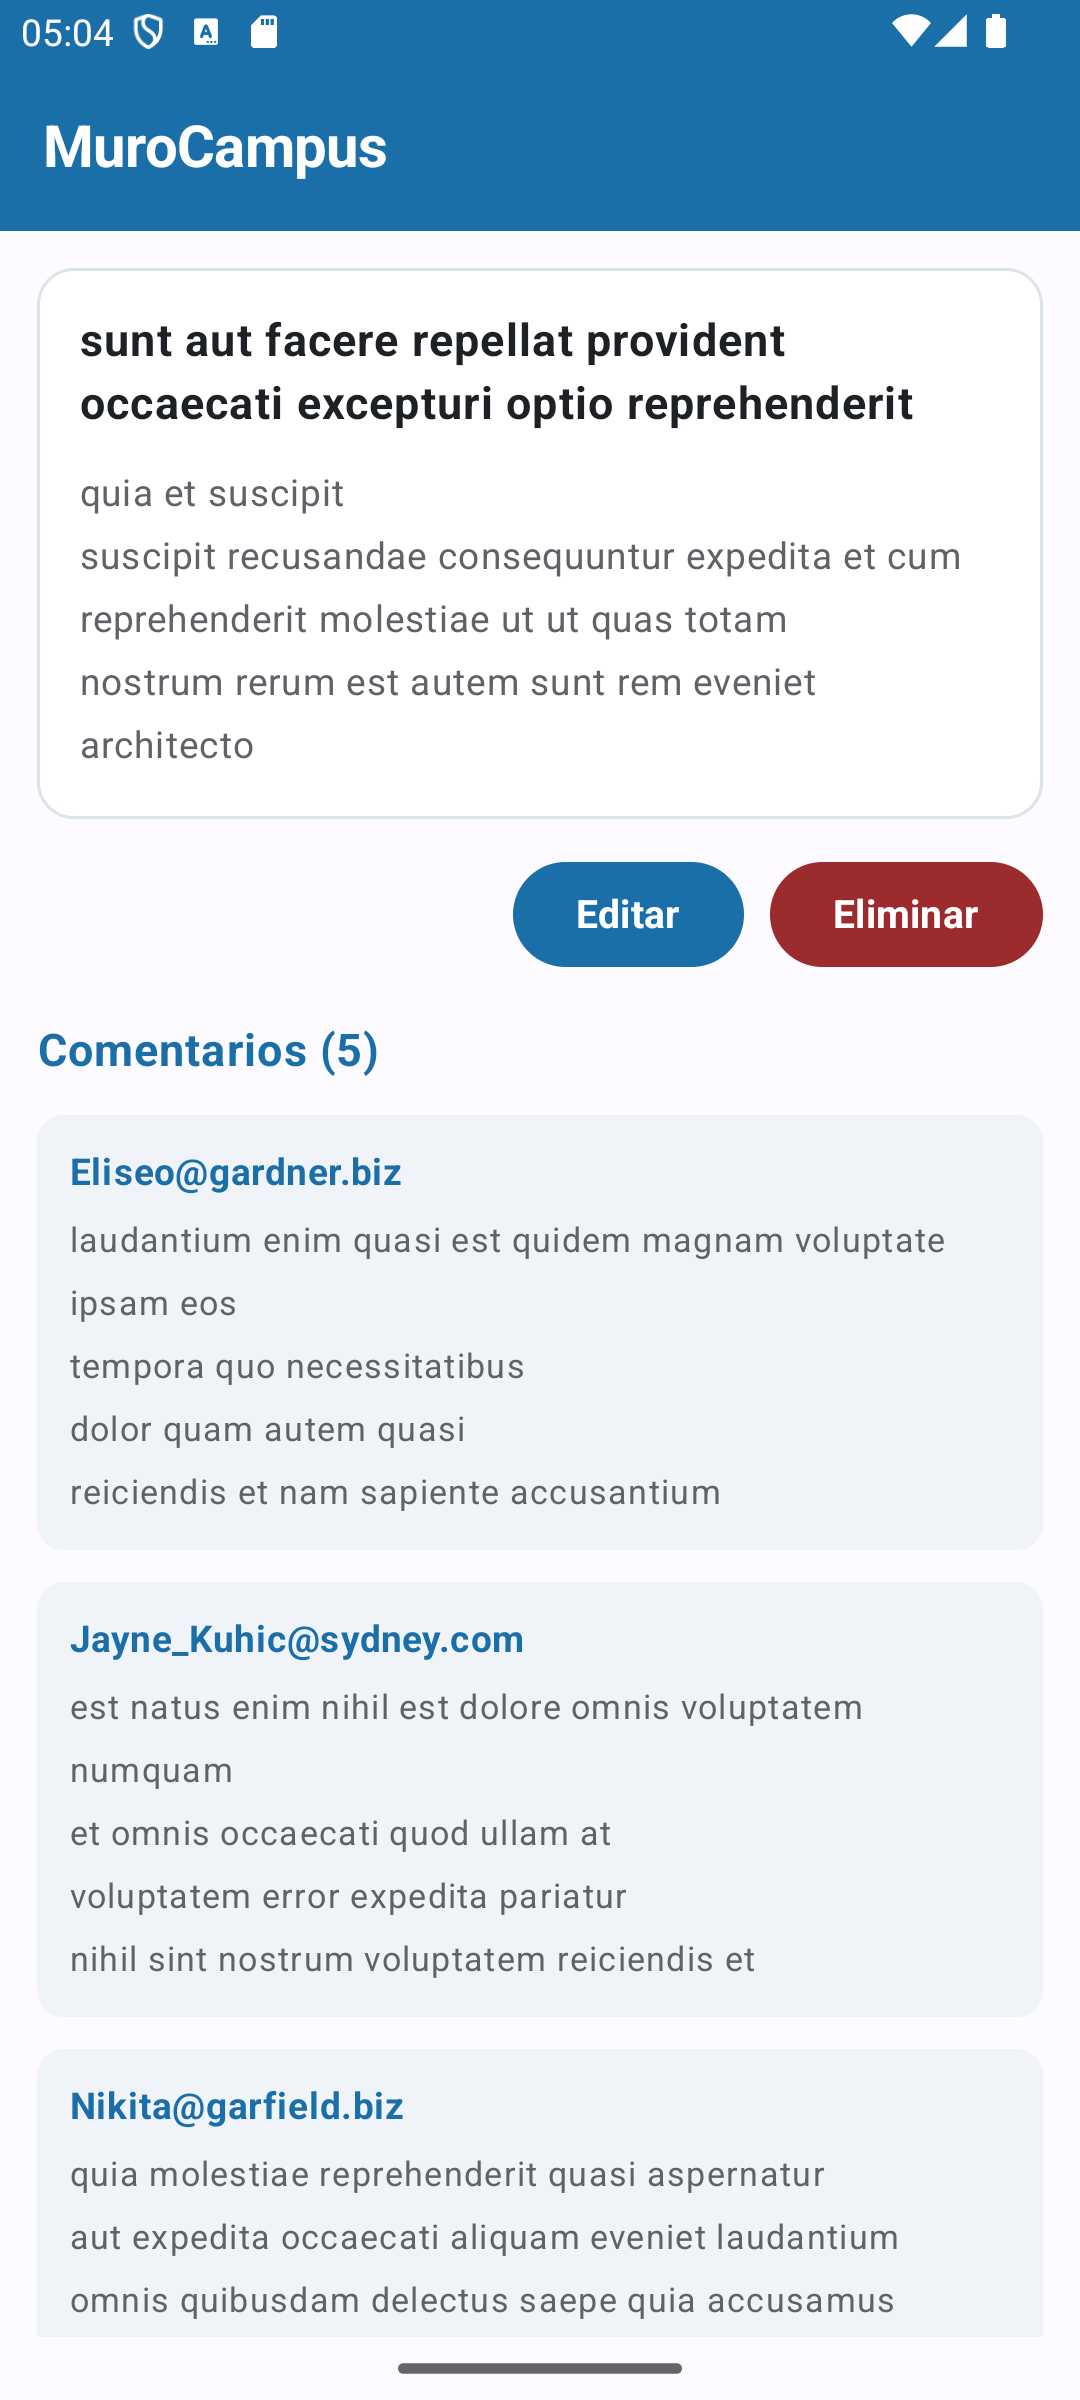 05:04
MuroCampus
sunt aut facere repellat provident
occaecati excepturi optio reprehenderit
quia et suscipit
suscipit recusandae consequuntur expedita et cum
reprehenderit molestiae ut ut quas totam
nostrum rerum est autem sunt rem eveniet
architecto
Editar
Eliminar
Comentarios (5)
Eliseo@gardner.biz
laudantium enim quasi est quidem magnam voluptate
ipsam eos
tempora quo necessitatibus
dolor quam autem quasi
reiciendis et nam sapiente accusantium
Jayne_Kuhic@sydney.com
est natus enim nihil est dolore omnis voluptatem
numquam
et omnis occaecati quod ullam at
voluptatem error expedita pariatur
nihil sint nostrum voluptatem reiciendis et
Nikita@garfield.biz
quia molestiae reprehenderit quasi aspernatur
aut expedita occaecati aliquam eveniet laudantium
omnis quibusdam delectus saepe quia accusamus